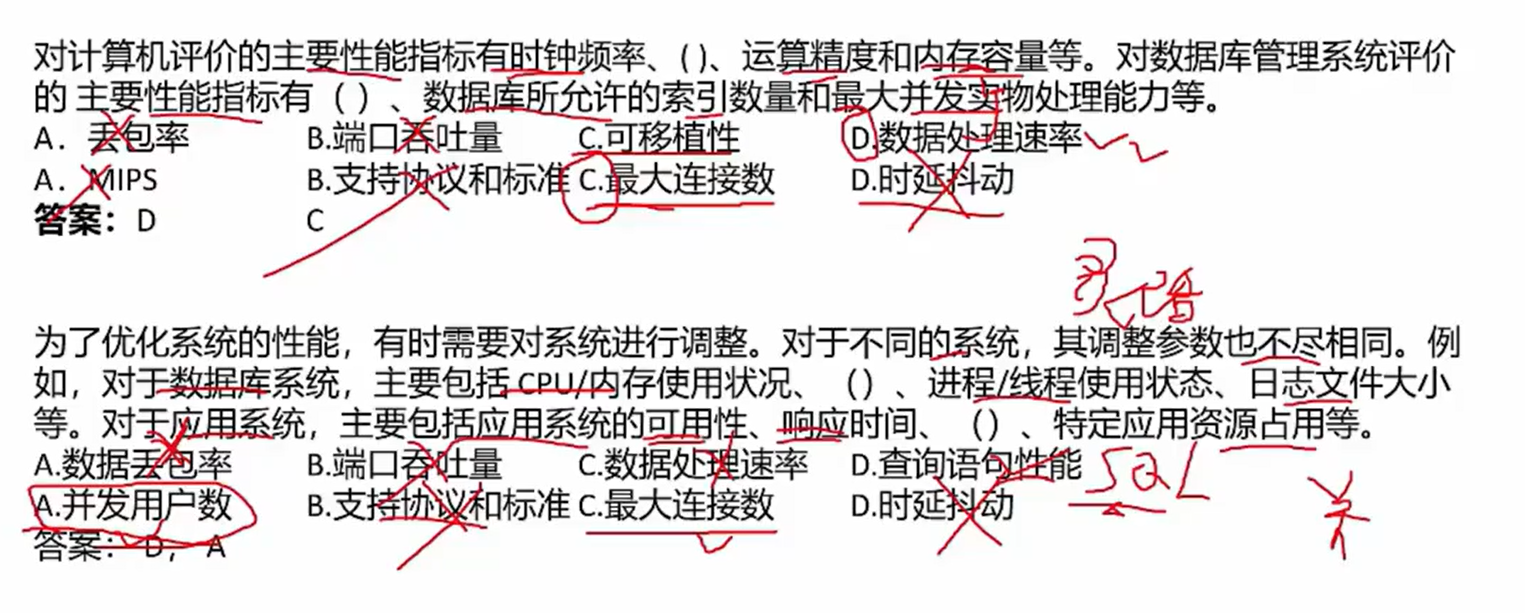 对计算机评价的主要性能指标有时钟频率、()、运算精度和内存容量等。对数据库管理系统评价
的 主要性能指标有（ ）、数据库所允许的索引数量和最大并发实物处理能力等。
A．丢包率 B.端口吞吐量 C.可移植性 D.数据处理速率
A．MIPS B.支持协议和标准 C.最大连接数 D.时延抖动
答案：D C
为了优化系统的性能，有时需要对系统进行调整。对于不同的系统，其调整参数也不尽相同。例
如，对于数据库系统，主要包括 CPU/内存使用状况、（）、进程/线程使用状态、日志文件大小
等。对于应用系统，主要包括应用系统的可用性、响应时间、（）、特定应用资源占用等。
A.数据丢包率 B.端口吞吐量 C.数据处理速率 D.查询语句性能 SQL
A.并发用户数 B.支持协议和标准 C.最大连接数 D.时延抖动
答案：D，A